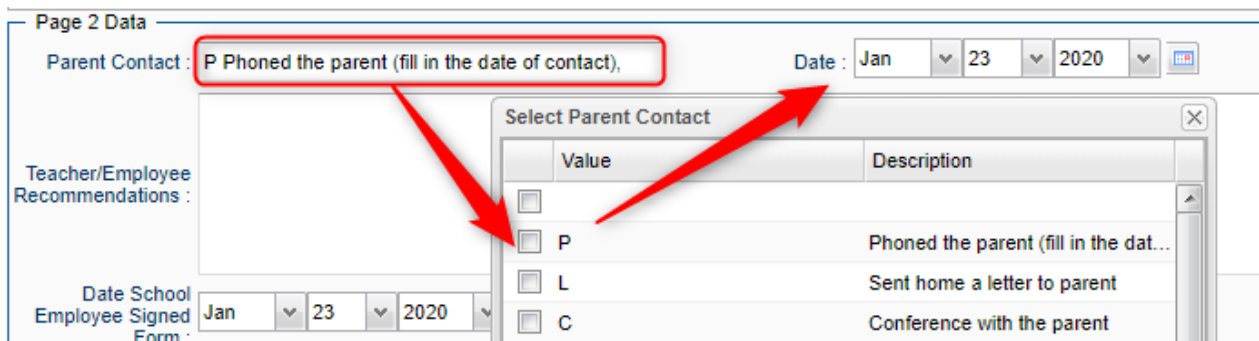 Page 2 Data
Parent Contact : P Phoned the parent (fill in the date of contact), Date : Jan 23 2020
Select Parent Contact
Value Description
Teacher/Employee
Recommendations :
P Phoned the parent (fill in the dat...
L Sent home a letter to parent
C Conference with the parent
Date School
Employee Signed Jan 23 2020
Form :